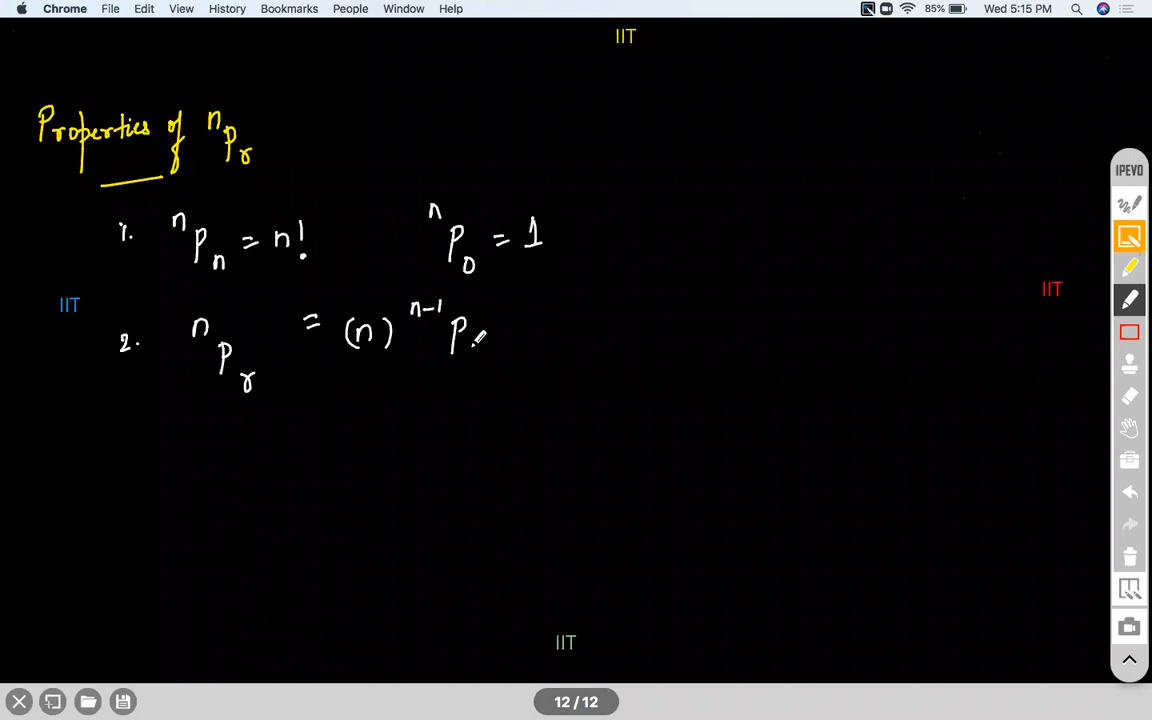 Chrome File Edit View History Bookmarks People Window Help 85% Wed 5:15 PM
IIT
Properties of ⁿPᵣ
IPEVO
1. ⁿPₙ = n! ⁿP₀ = 1
IIT
IIT
2. ⁿPᵣ = (n) ⁿ⁻¹P
IIT
12/12